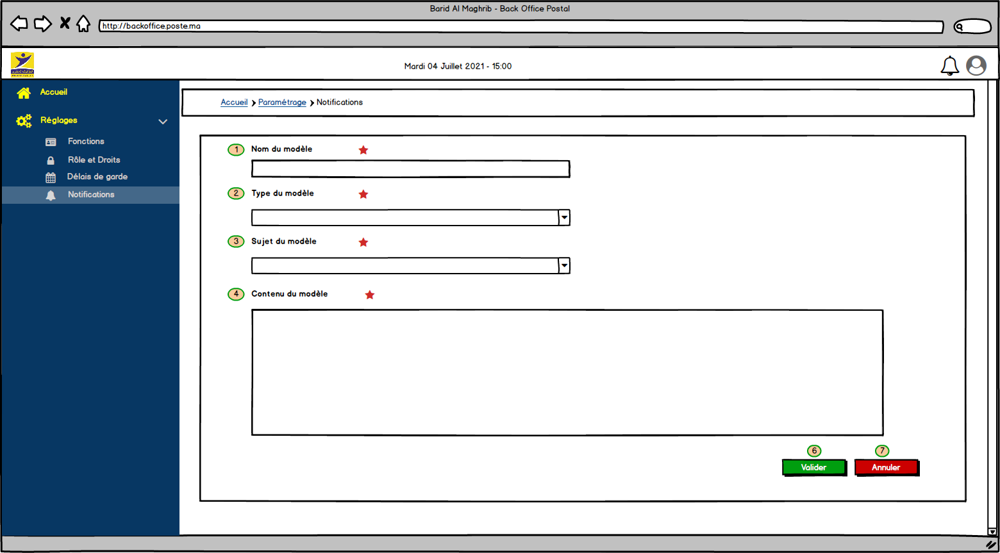 Barid Al Maghrib - Back Office Postal
http://backoffice.poste.ma
Mardi 04 Juillet 2021 - 15:00
Accueil
Réglages
Fonctions
Rôle et Droits
Délais de garde
Notifications
Accueil Paramétrage Notifications
1 Nom du modèle
2 Type du modèle
3 Sujet du modèle
4 Contenu du modèle
6 7
Valider Annuler